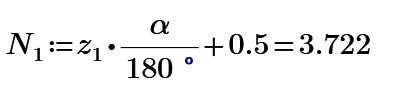 N₁ := z₁ · α / 180 ° + 0.5 = 3.722